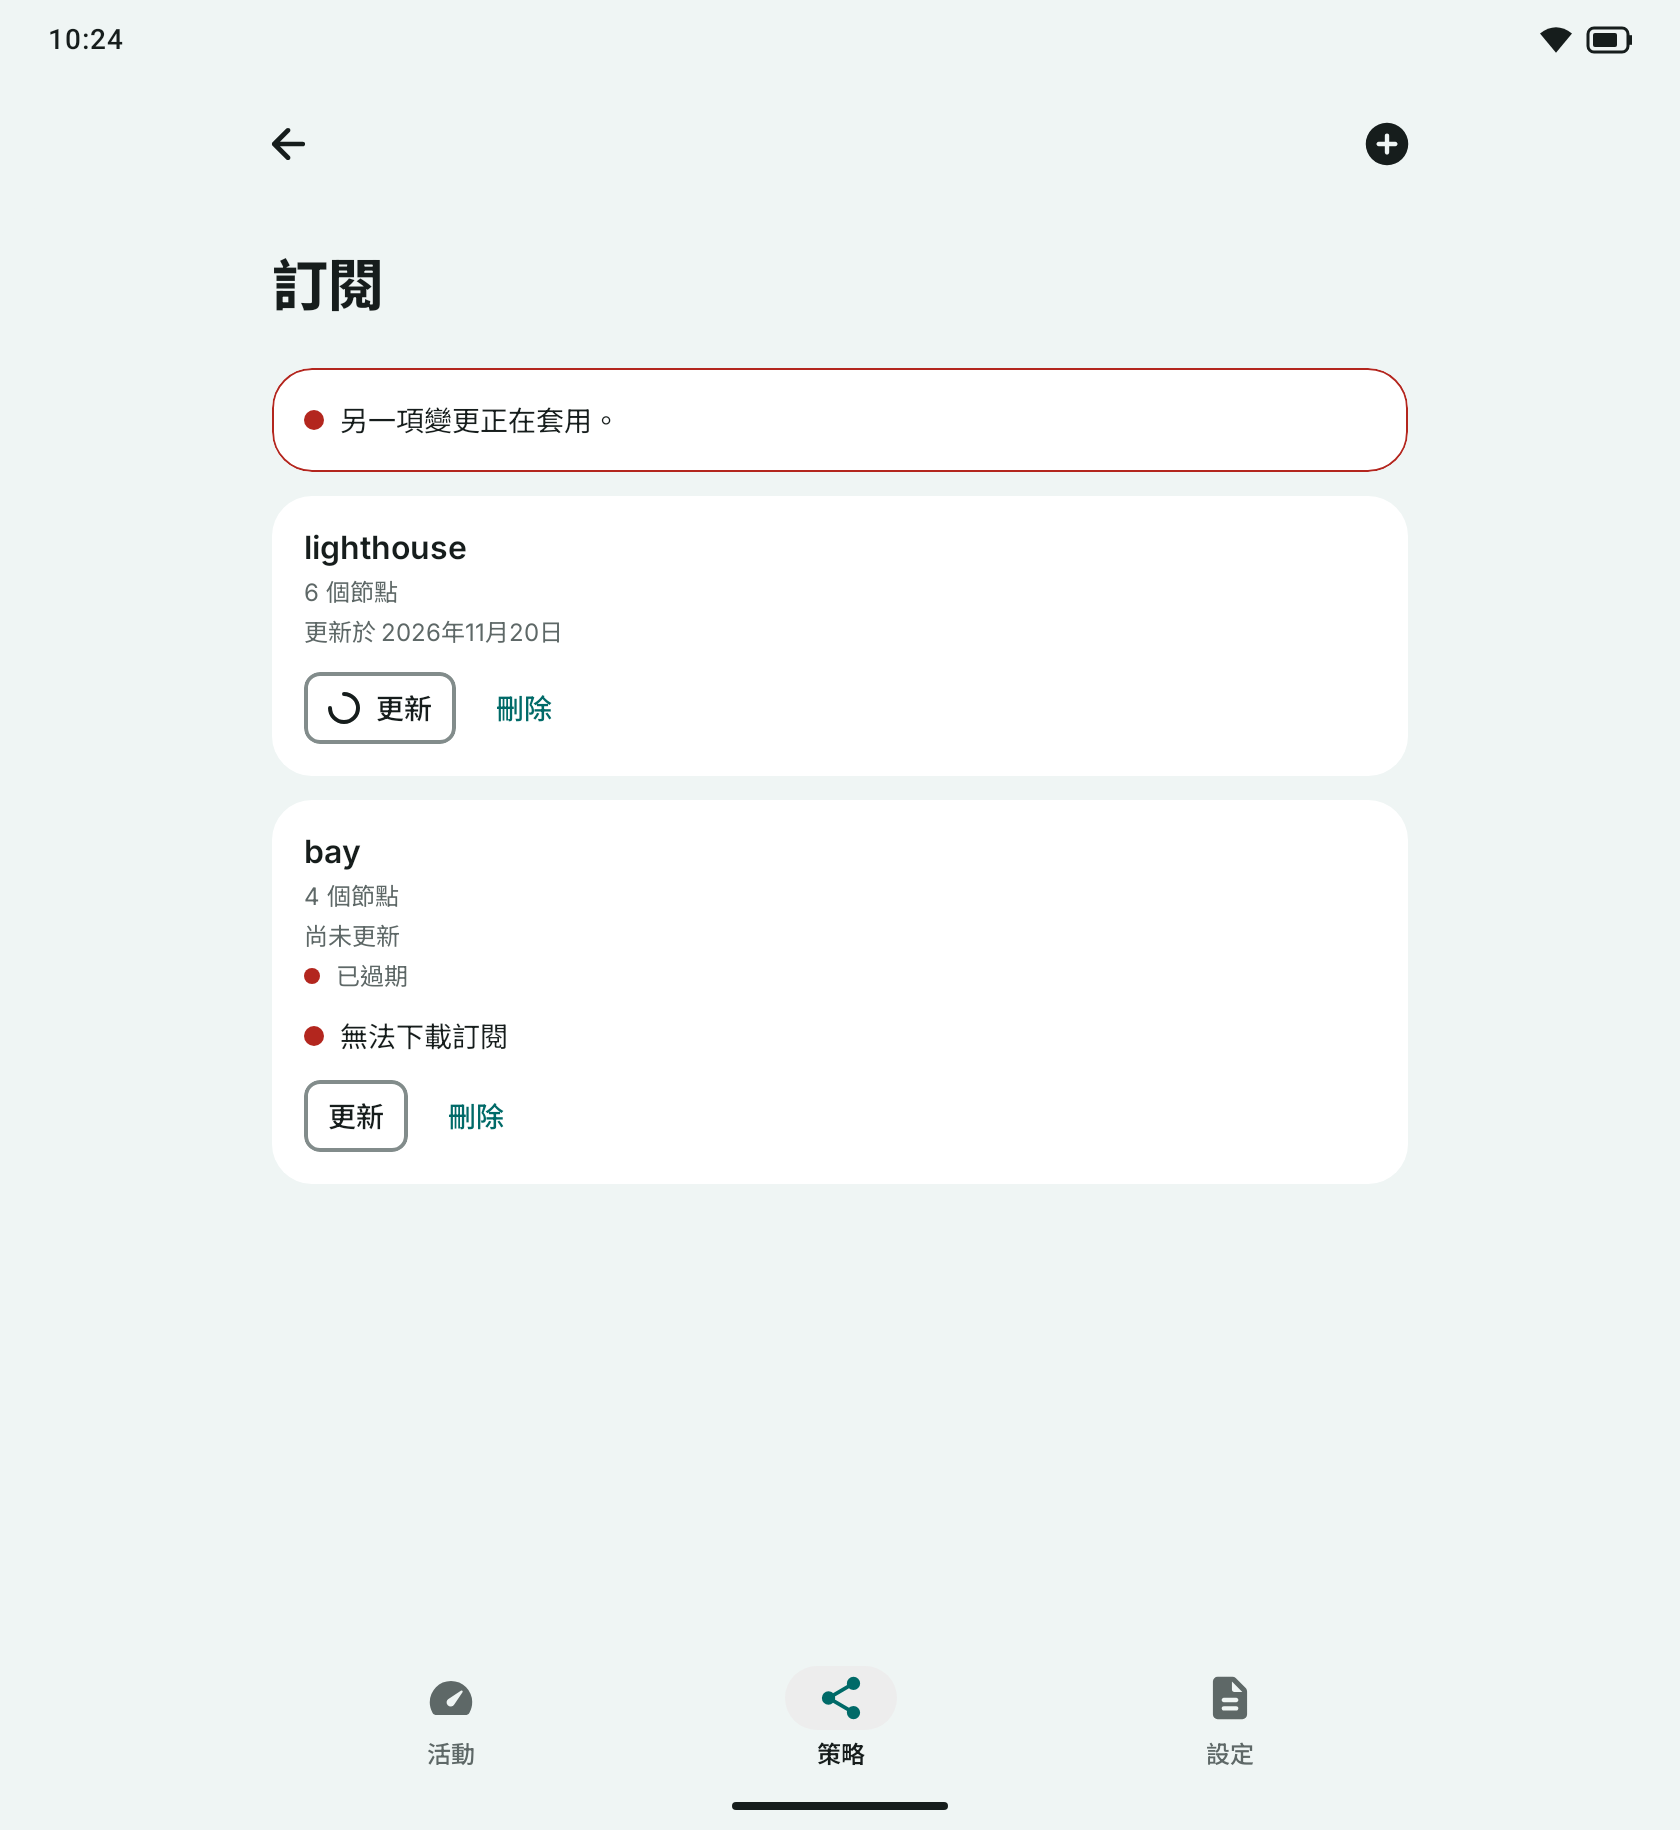 10:24
訂閱
另一項變更正在套用。
lighthouse
6 個節點
更新於 2026年11月20日
更新
刪除
bay
4 個節點
尚未更新
已過期
無法下載訂閱
更新
刪除
活動
策略
設定